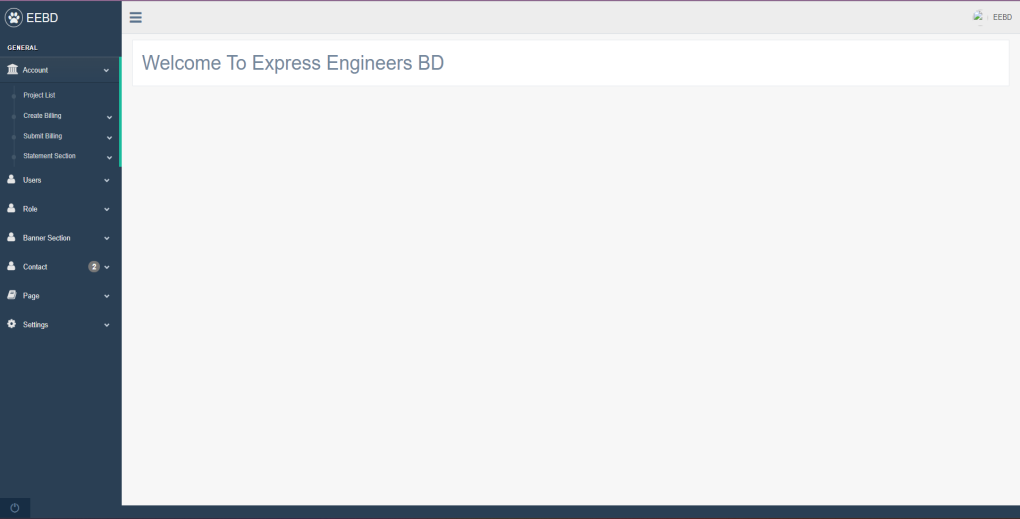 EEBD
EEBD
GENERAL
Account
Project List
Create Billing
Submit Billing
Statement Section
Users
Role
Banner Section
Contact 2
Page
Settings
Welcome To Express Engineers BD